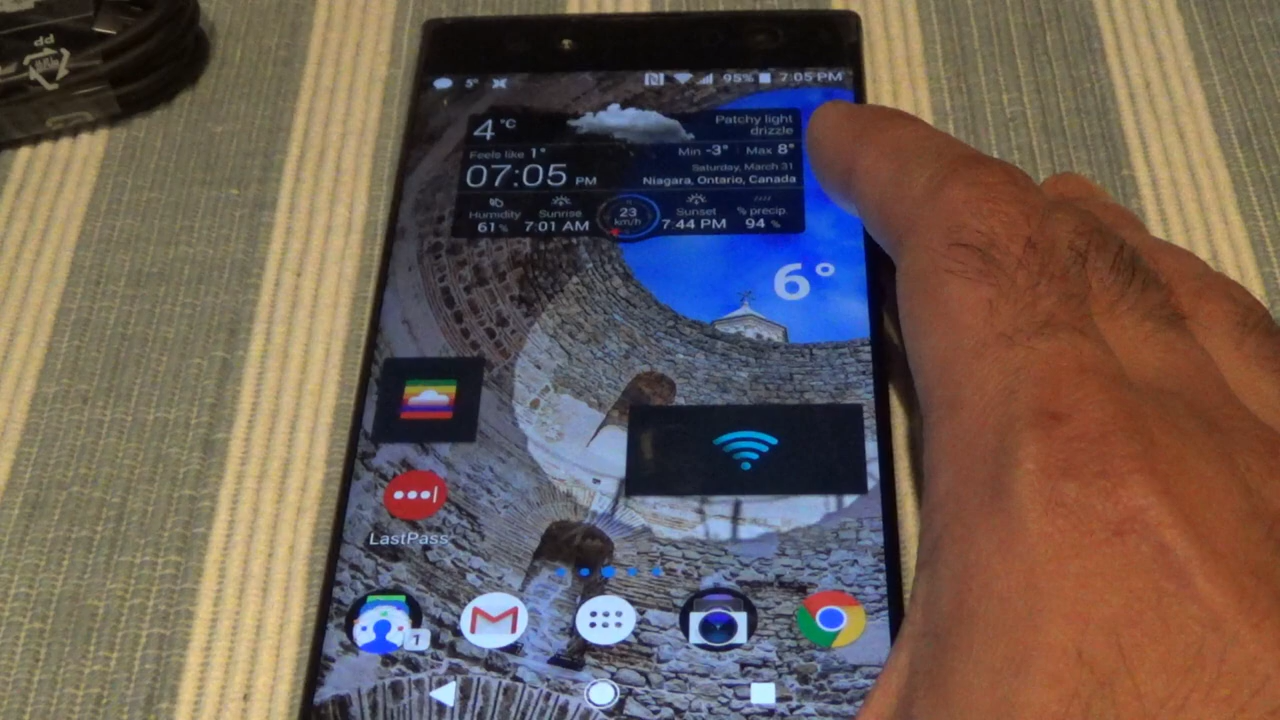 PP
5° 95% 7:05 PM
4 °C Patchy light
drizzle
Feels like 1° Min -3° Max 8°
07:05 PM Saturday, March 31
Niagara, Ontario, Canada
Humidity Sunrise 23 Sunset % precip.
61% 7:01 AM km/h 7:44 PM 94 %
6°
LastPass
1